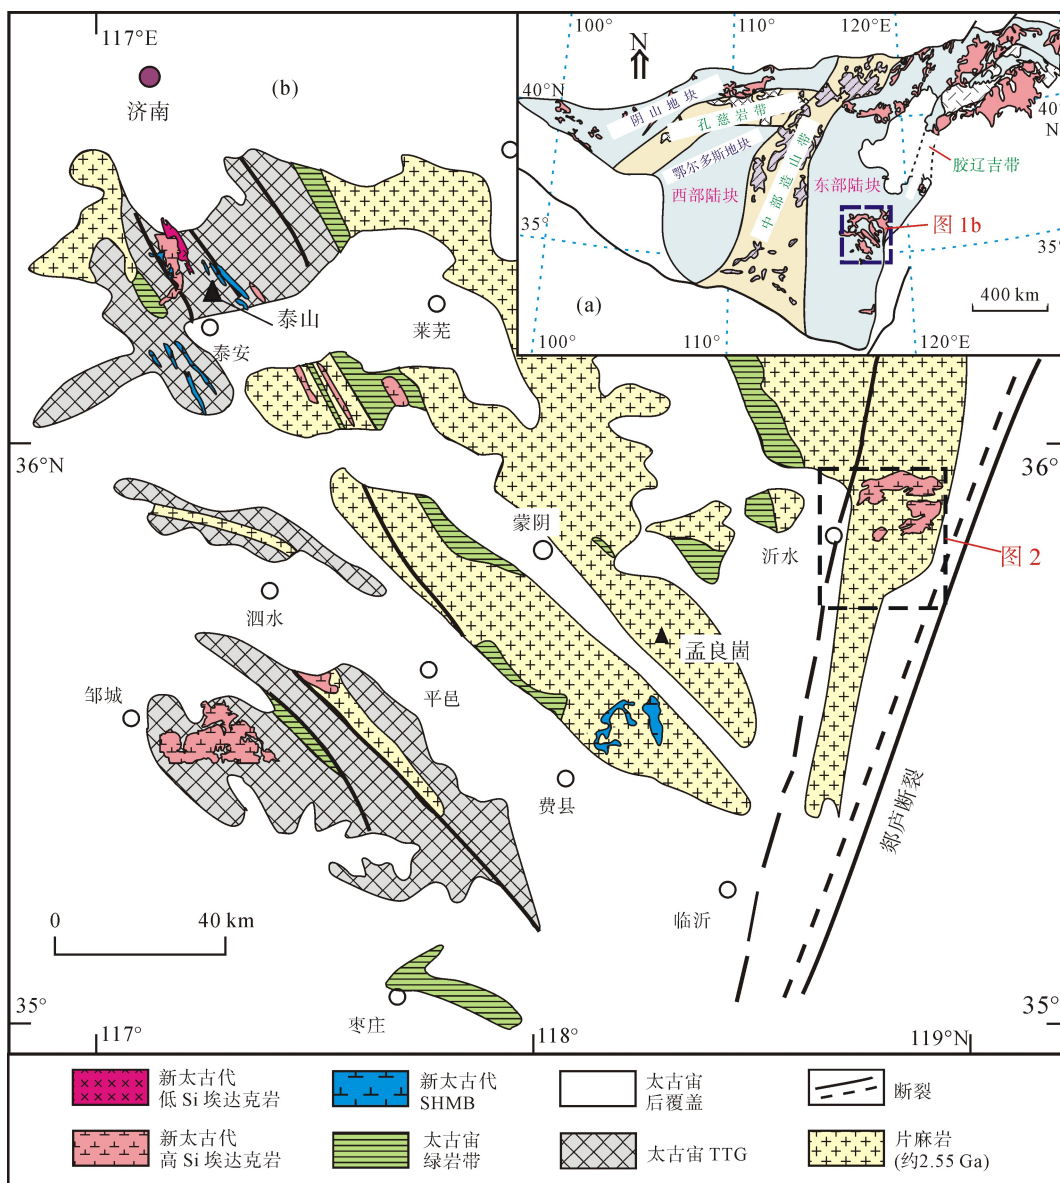 117°E
(b)
济南
泰山
泰安
莱芜
36°N
36°
蒙阴
沂水
图 2
泗水
孟良崮
平邑
邹城
费县
郯庐断裂
0
40 km
临沂
35°
35°
枣庄
117°
118°
119°N
100°
110°
120°E
N
40°N
40°
N
阴山地块
孔慈岩带
鄂尔多斯地块
中部造山带
西部陆块
东部陆块
胶辽吉带
图 1b
35°
35°
(a)
400 km
100°
110°
120°E
新太古代
低 Si 埃达克岩
新太古代
SHMB
太古宙
后覆盖
断裂
新太古代
高 Si 埃达克岩
太古宙
绿岩带
太古宙 TTG
片麻岩
(约2.55 Ga)